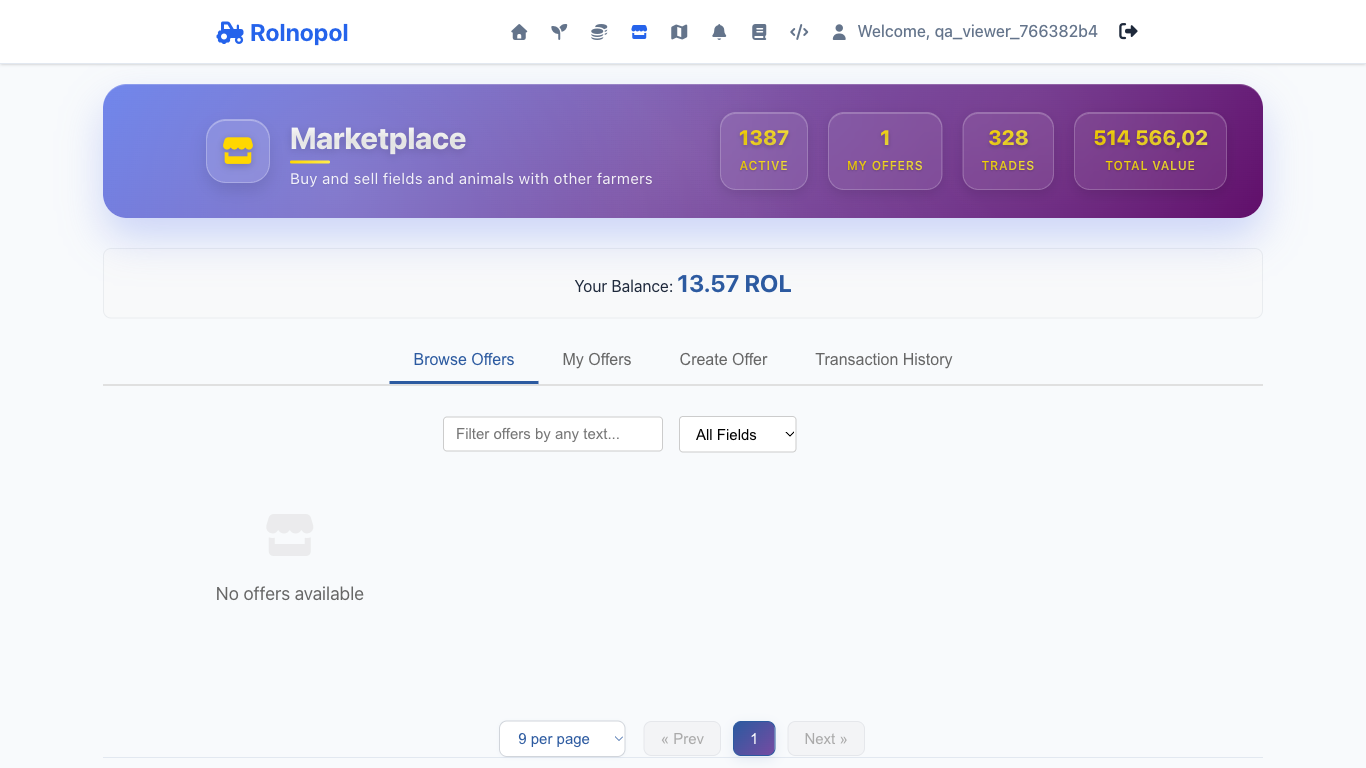 Rolnopol
Welcome, qa_viewer_766382b4
Marketplace
Buy and sell fields and animals with other farmers
1387
ACTIVE
1
MY OFFERS
328
TRADES
514 566,02
TOTAL VALUE
Your Balance: 13.57 ROL
Browse Offers
My Offers
Create Offer
Transaction History
Filter offers by any text...
All Fields
No offers available
9 per page
« Prev
1
Next »